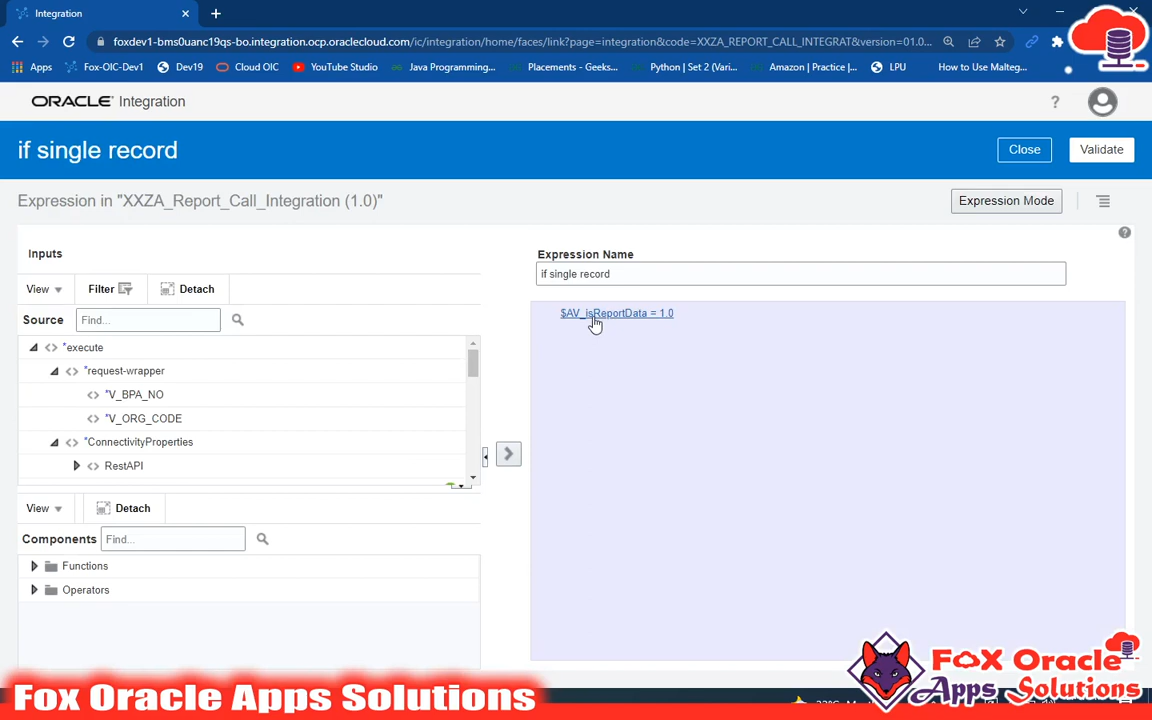 Integration
foxdev1-bms0uanc19qs-bo.integration.ocp.oraclecloud.com/ic/integration/home/faces/link?page=integration&code=XXZA_REPORT_CALL_INTEGRAT&version=01.0...
Apps Fox-OIC-Dev1 Dev19 Cloud OIC YouTube Studio Java Programming... Placements - Geeks... Python | Set 2 (Vari... Amazon | Practice |... LPU How to Use Malteg...
ORACLE Integration
if single record
Close Validate
Expression in "XXZA_Report_Call_Integration (1.0)"
Expression Mode
Inputs
View Filter Detach
Source Find...
*execute
*request-wrapper
*V_BPA_NO
*V_ORG_CODE
*ConnectivityProperties
RestAPI
View Detach
Components Find...
Functions
Operators
Expression Name
if single record
$AV_isReportData = 1.0
Fox Oracle Apps Solutions
FOX Oracle
Apps Solutions